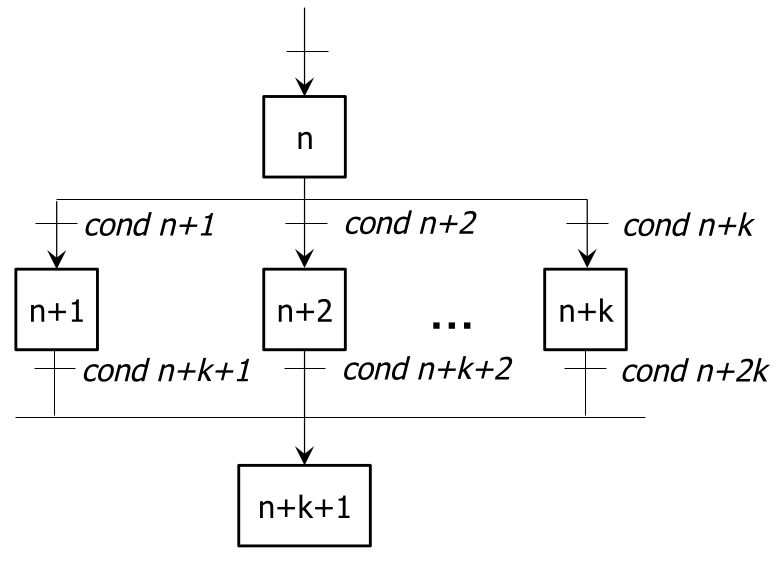 n
cond n+1
cond n+2
cond n+k
n+1
n+2
...
n+k
cond n+k+1
cond n+k+2
cond n+2k
n+k+1